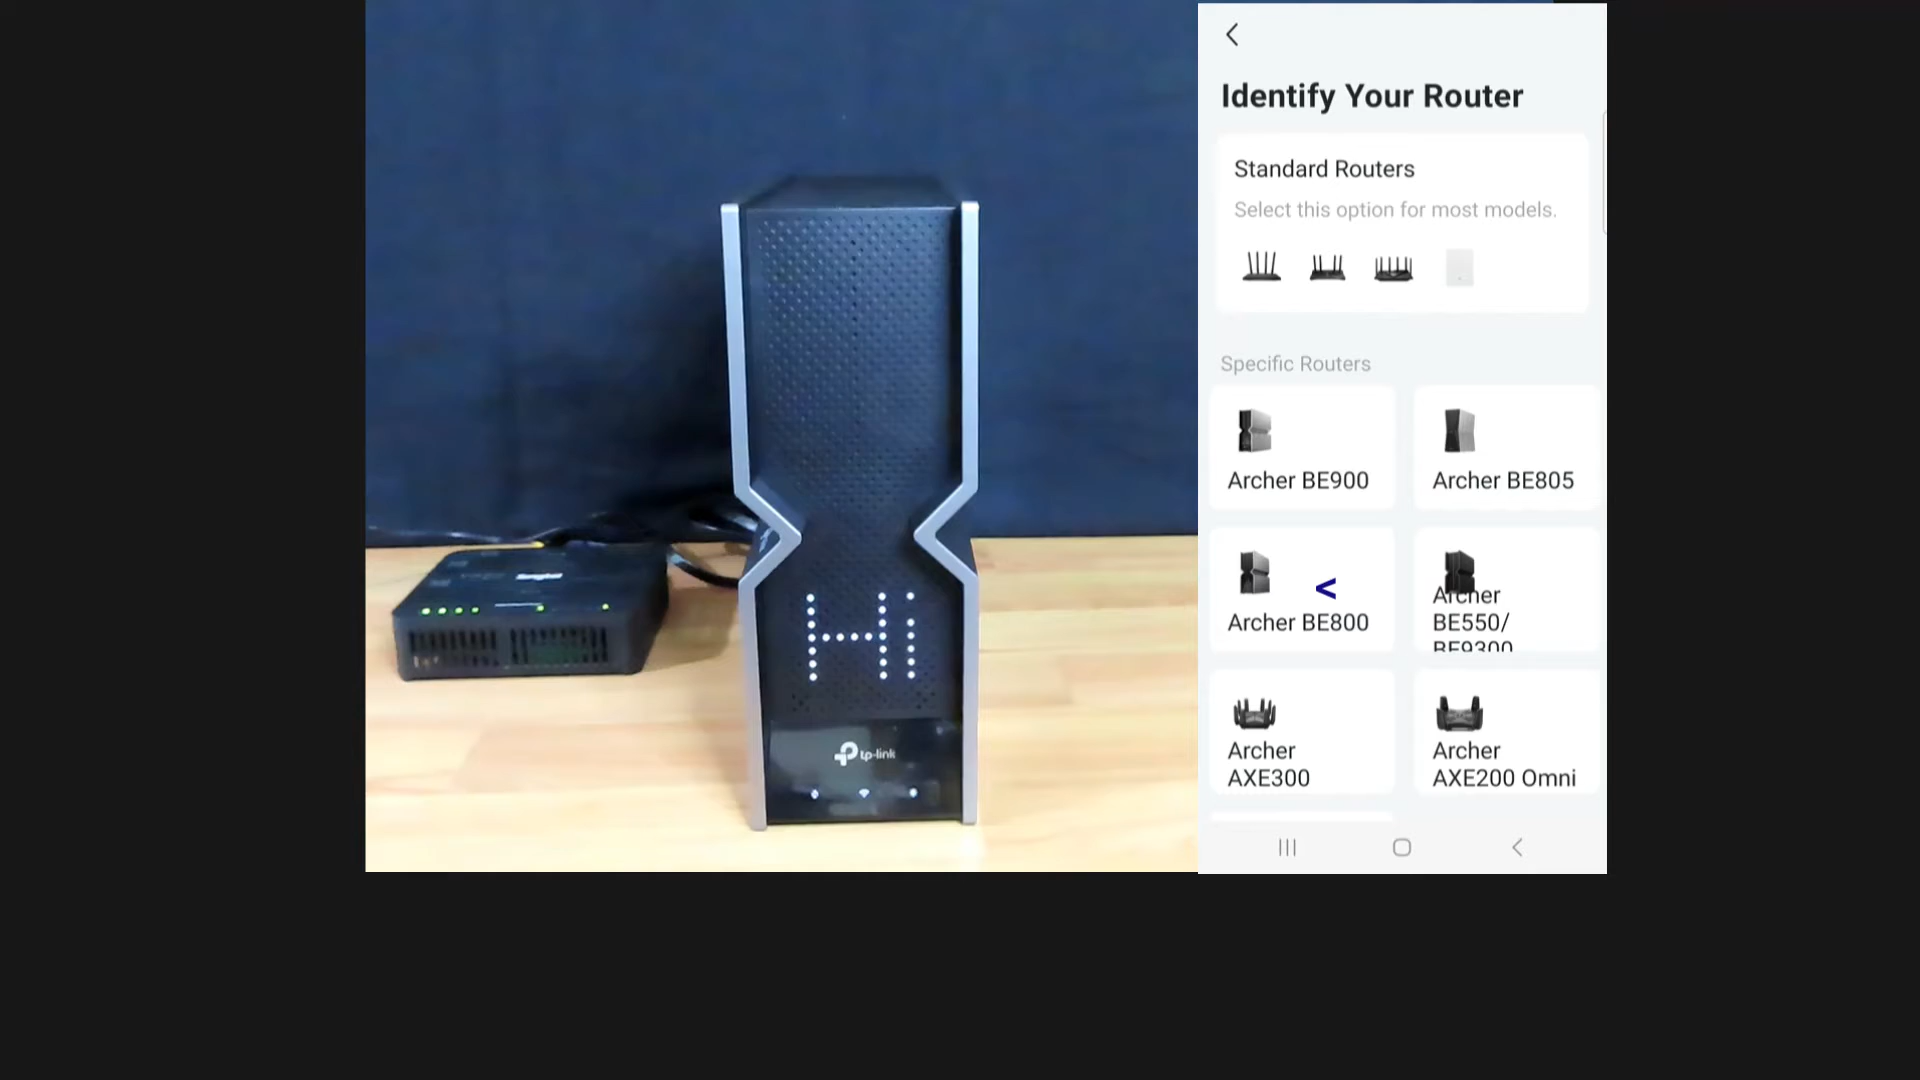 Identify Your Router
Standard Routers
Select this option for most models.
Specific Routers
Archer BE900
Archer BE805
Archer BE800
<
Archer
BE550/
BE9300
Archer
AXE300
Archer
AXE200 Omni
Hi
tp-link